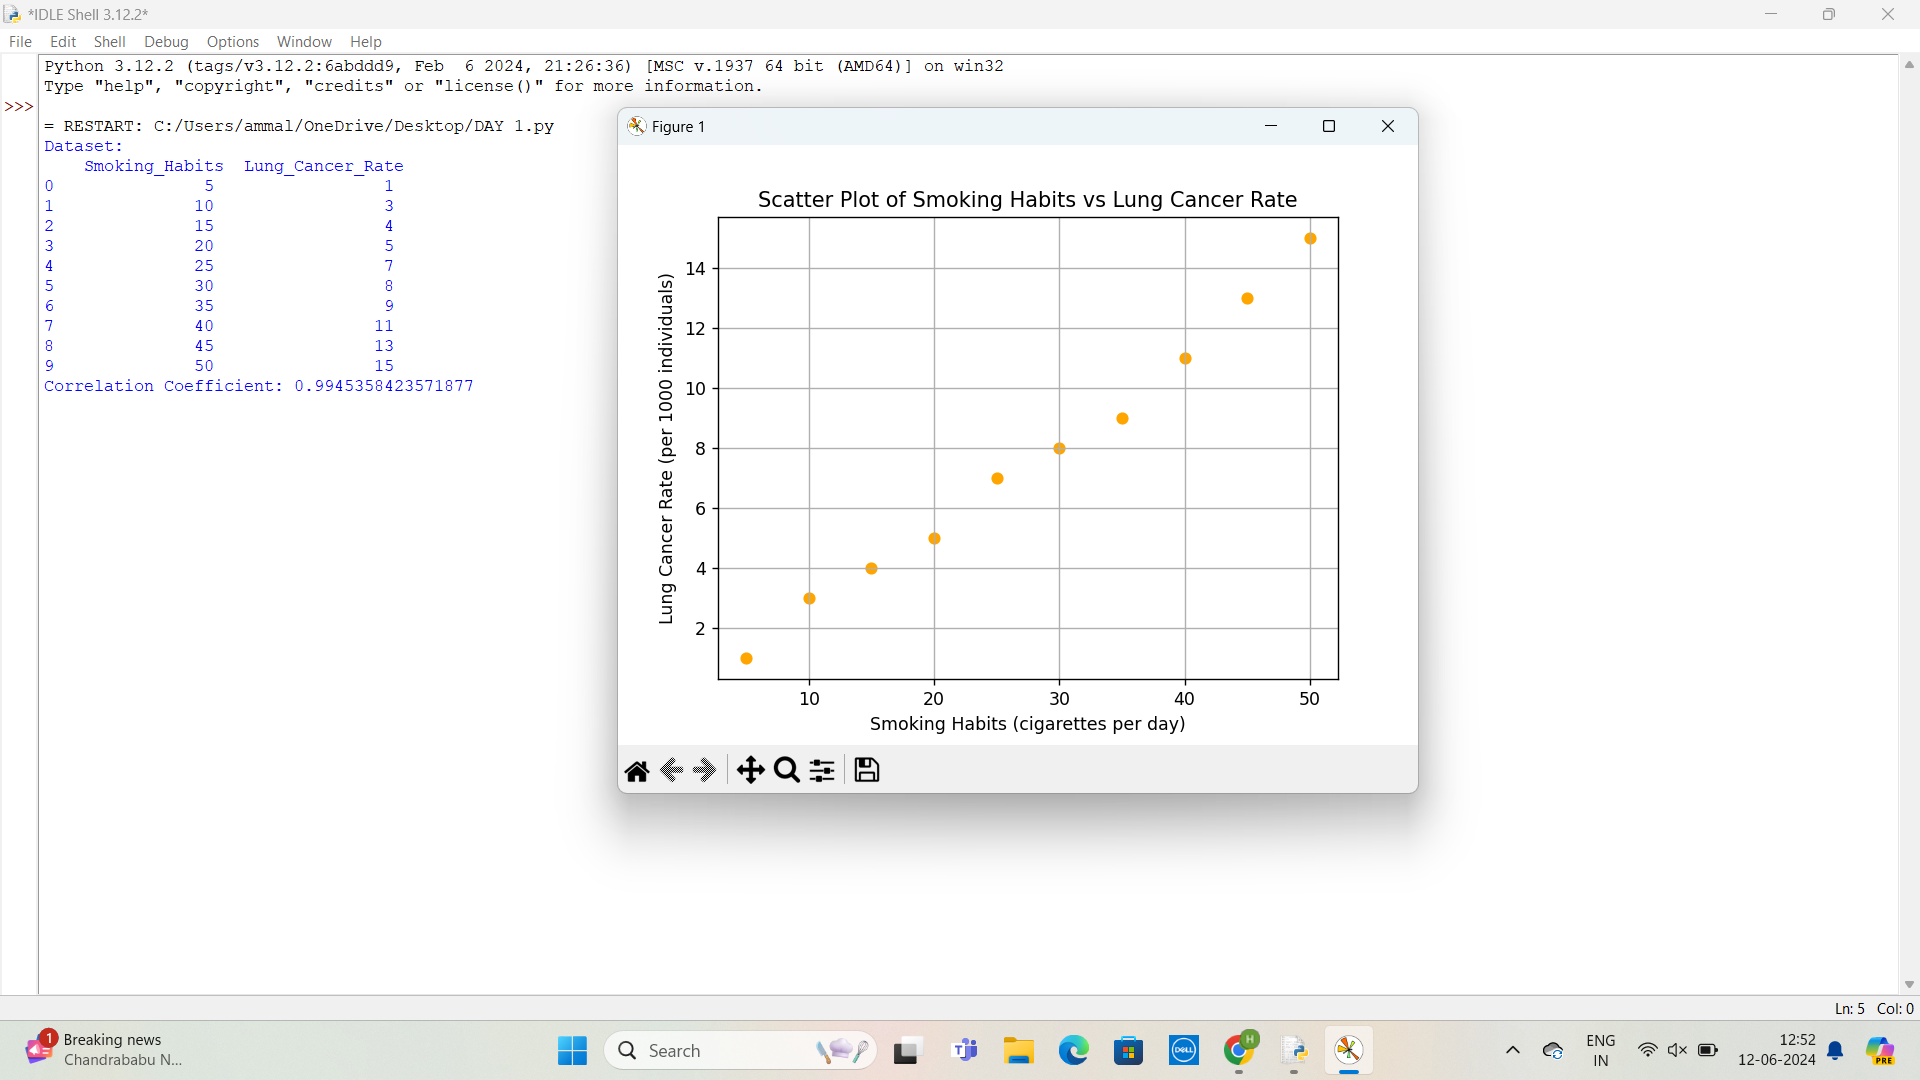 *IDLE Shell 3.12.2*
File Edit Shell Debug Options Window Help
Python 3.12.2 (tags/v3.12.2:6abddd9, Feb  6 2024, 21:26:36) [MSC v.1937 64 bit (AMD64)] on win32
Type "help", "copyright", "credits" or "license()" for more information.
>>>
= RESTART: C:/Users/ammal/OneDrive/Desktop/DAY 1.py
Dataset:
Smoking_Habits Lung_Cancer_Rate
0 5 1
1 10 3
2 15 4
3 20 5
4 25 7
5 30 8
6 35 9
7 40 11
8 45 13
9 50 15
Correlation Coefficient: 0.9945358423571877
Figure 1
Scatter Plot of Smoking Habits vs Lung Cancer Rate
Lung Cancer Rate (per 1000 individuals)
14
12
10
8
6
4
2
10 20 30 40 50
Smoking Habits (cigarettes per day)
Ln: 5 Col: 0
1
Breaking news
Chandrababu N...
Search
DELL
H
ENG
IN
12:52
12-06-2024
PRE